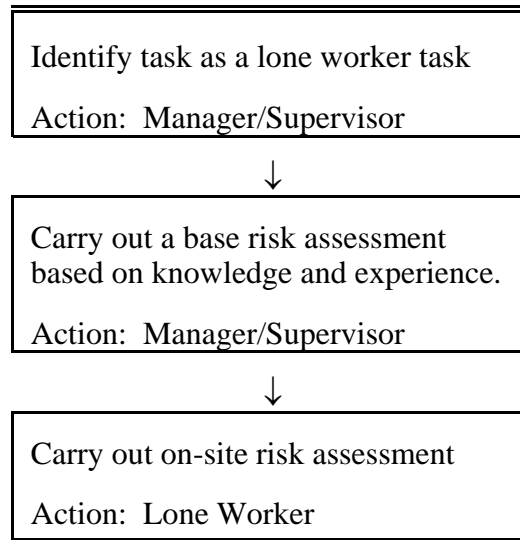 Identify task as a lone worker task
Action: Manager/Supervisor
↓
Carry out a base risk assessment
based on knowledge and experience.
Action: Manager/Supervisor
↓
Carry out on-site risk assessment
Action: Lone Worker